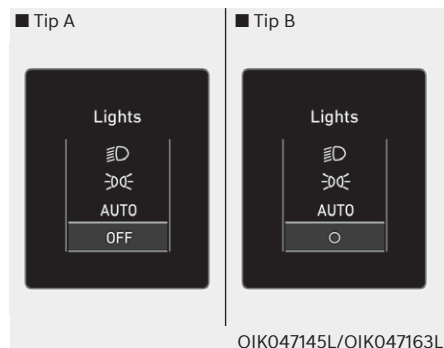 ■ Tip A
Lights
AUTO
OFF
■ Tip B
Lights
AUTO
O
OIK047145L/OIK047163L